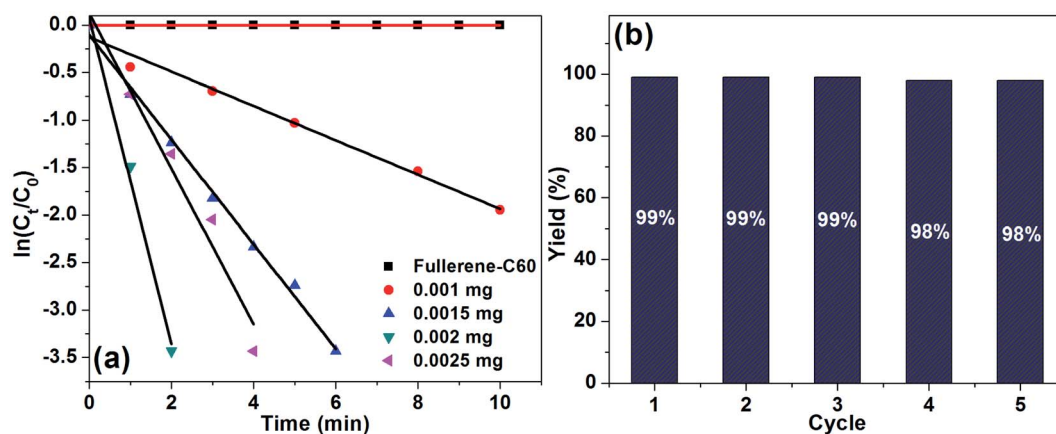 (a)
ln(Ct/C0)
0.0
-0.5
-1.0
-1.5
-2.0
-2.5
-3.0
-3.5
Fullerene-C60
0.001 mg
0.0015 mg
0.002 mg
0.0025 mg
0 2 4 6 8 10
Time (min)
(b)
Yield (%)
100
80
60
40
20
0
99% 99% 99% 98% 98%
1 2 3 4 5
Cycle